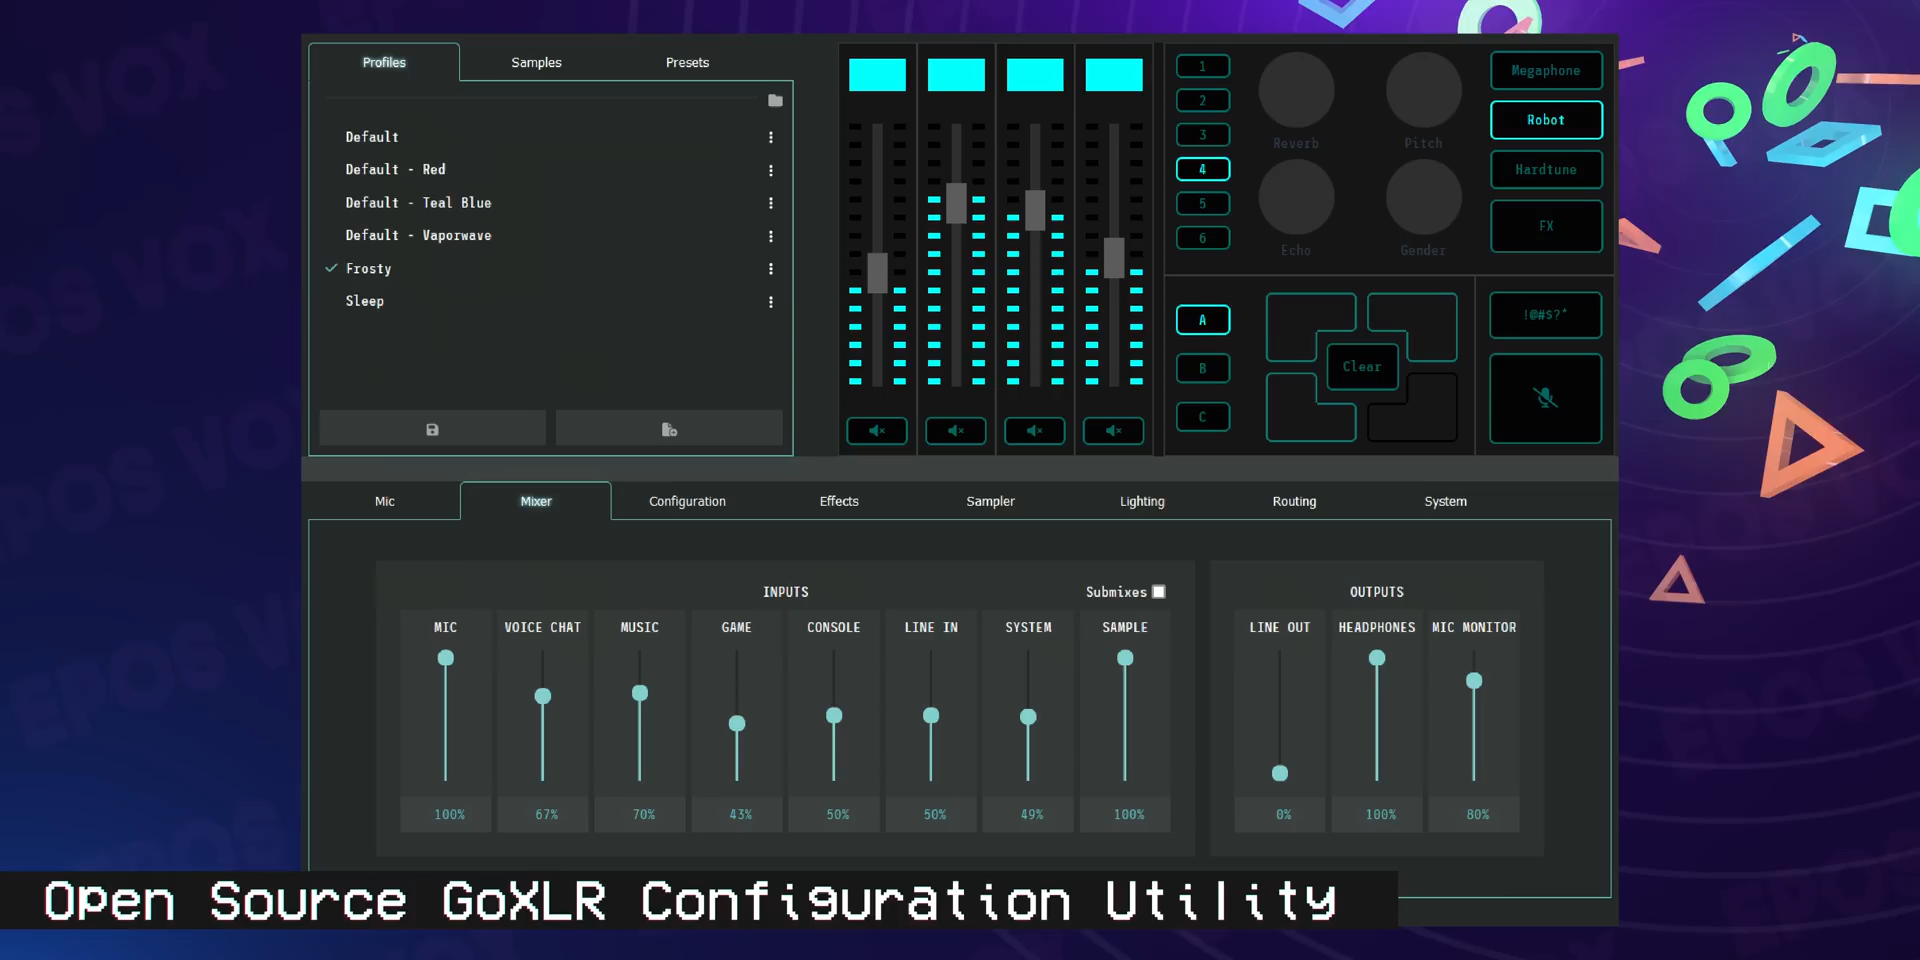 Profiles
Samples
Presets
Default
Default - Red
Default - Teal Blue
Default - Vaporwave
Frosty
Sleep
1
2
3
4
5
6
Reverb
Pitch
Echo
Gender
Megaphone
Robot
Hardtune
FX
A
B
C
Clear
!@#$?*
Mic
Mixer
Configuration
Effects
Sampler
Lighting
Routing
System
INPUTS
Submixes
MIC
VOICE CHAT
MUSIC
GAME
CONSOLE
LINE IN
SYSTEM
SAMPLE
100%
67%
70%
43%
50%
50%
49%
100%
OUTPUTS
LINE OUT
HEADPHONES
MIC MONITOR
0%
100%
80%
Open Source GoXLR Configuration Utility
EPOS VOX